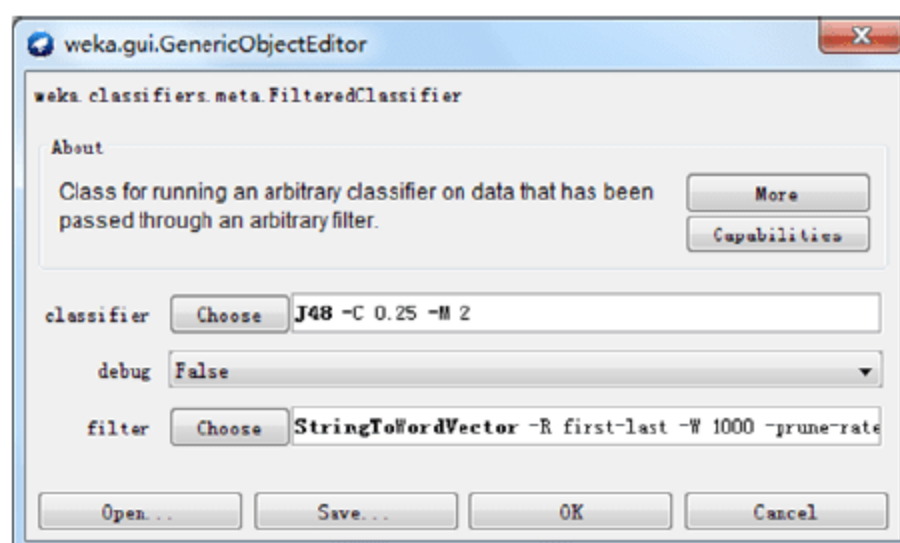 weka.gui.GenericObjectEditor
weka.classifiers.meta.FilteredClassifier
About
Class for running an arbitrary classifier on data that has been
passed through an arbitrary filter.
More
Capabilities
classifier Choose J48 -C 0.25 -M 2
debug False
filter Choose StringToWordVector -R first-last -W 1000 -prune-rate
Open... Save... OK Cancel